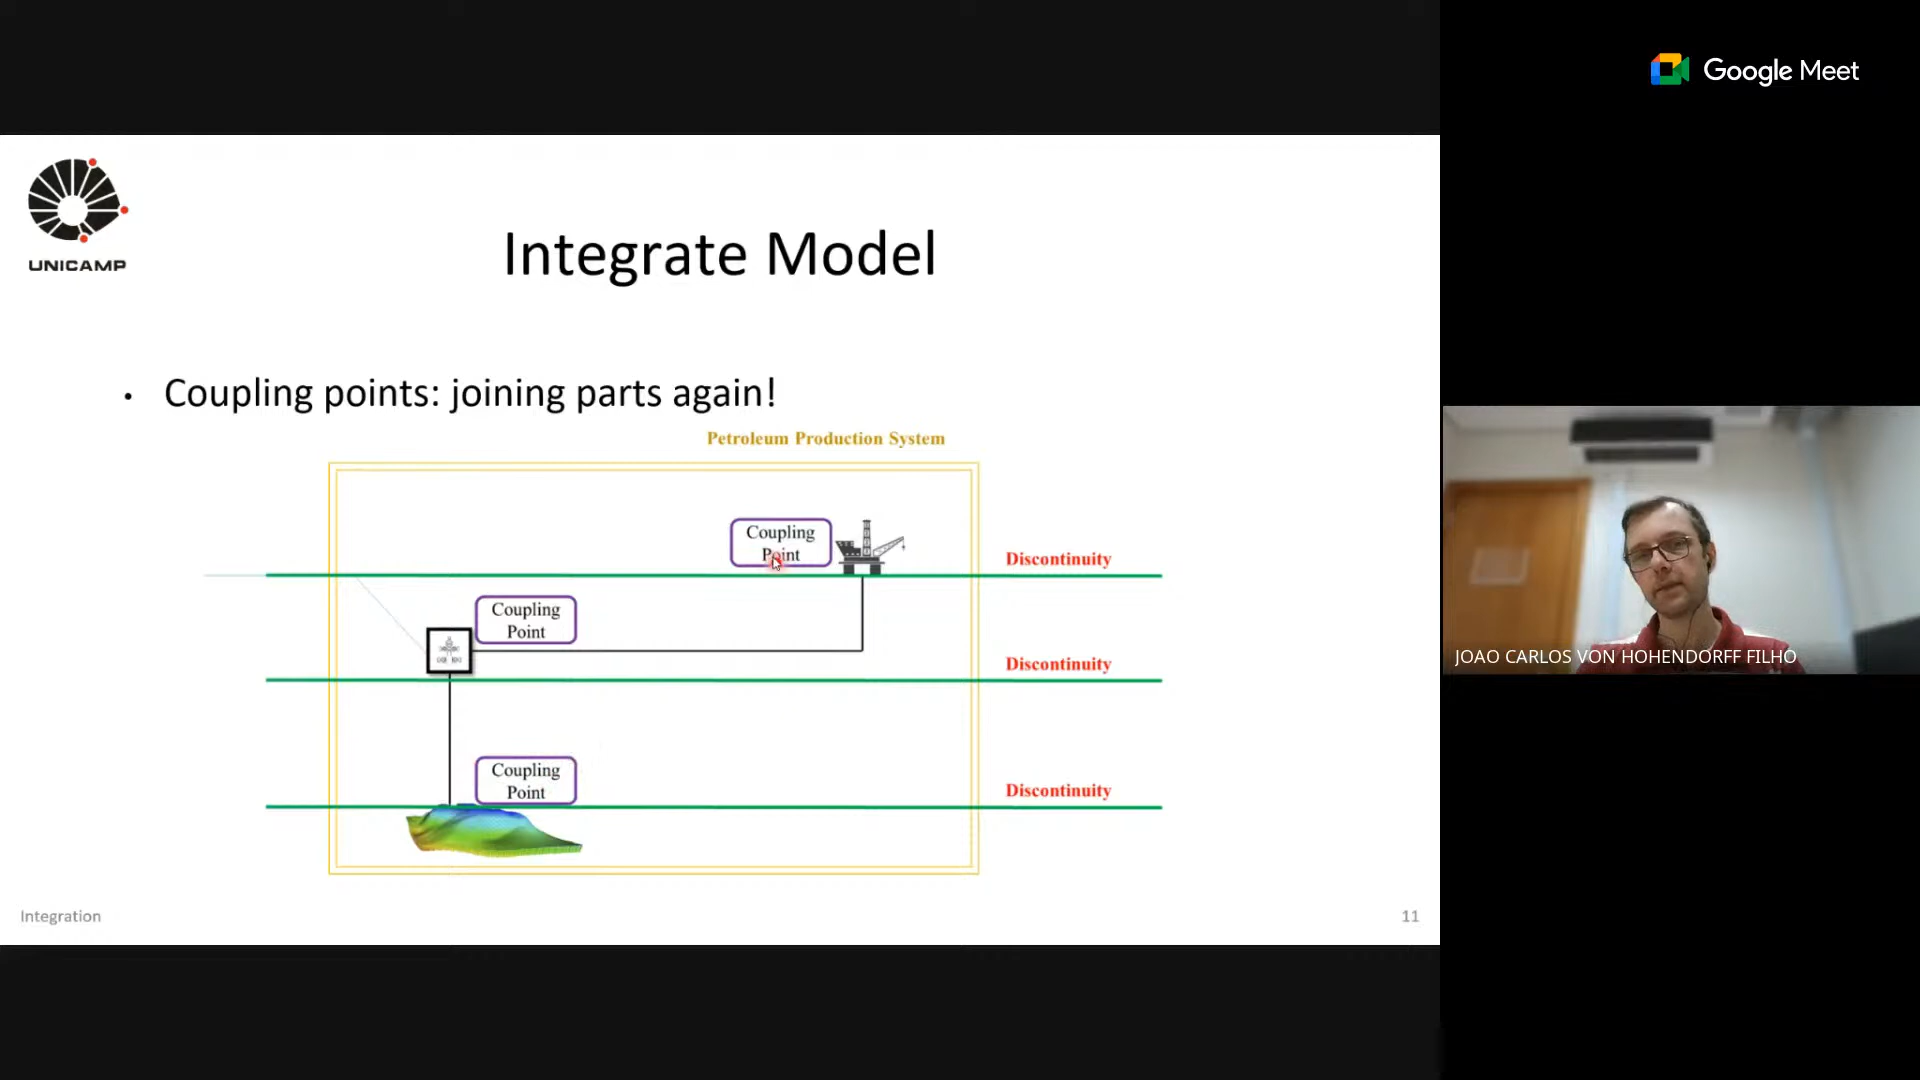 Google Meet
UNICAMP
Integrate Model
• Coupling points: joining parts again!
Petroleum Production System
Coupling
Point
Discontinuity
Coupling
Point
Discontinuity
JOAO CARLOS VON HOHENDORFF FILHO
Coupling
Point
Discontinuity
Integration
11